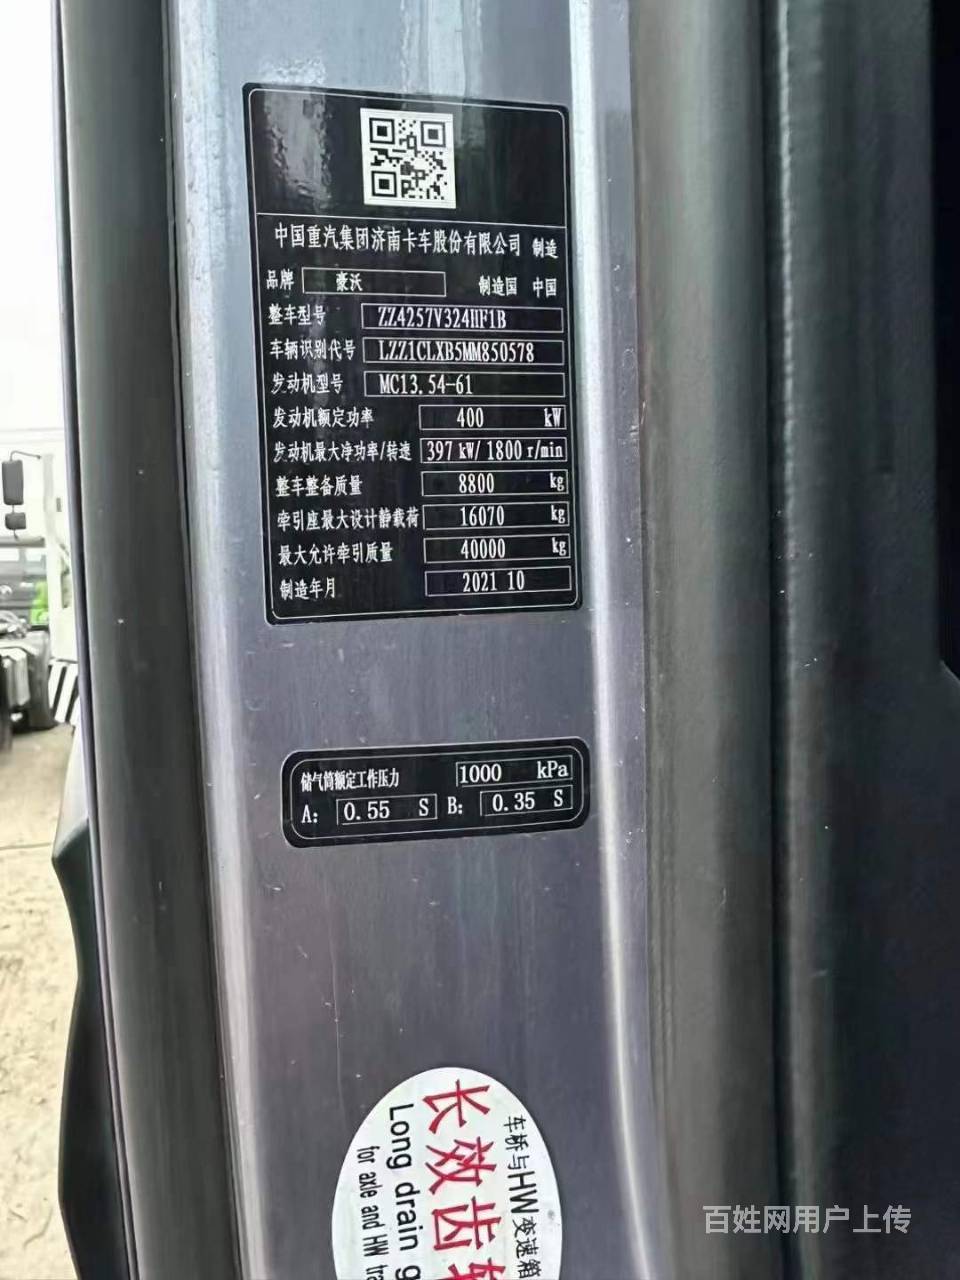 中国重汽集团济南卡车股份有限公司 制造
品牌 豪沃 制造国 中国
整车型号 ZZ4257V324HF1B
车辆识别代号 LZZ1CLXB5MM850578
发动机型号 MC13.54-61
发动机额定功率 400 kW
发动机最大净功率/转速 397 kW/ 1800 r/min
整车整备质量 8800 kg
牵引座最大设计静载荷 16070 kg
最大允许牵引质量 40000 kg
制造年月 2021 10
储气筒额定工作压力 1000 kPa
A: 0.55 S B: 0.35 S
车桥与HW变速箱
长效齿
Long drain
for axle and HW
百姓网用户上传